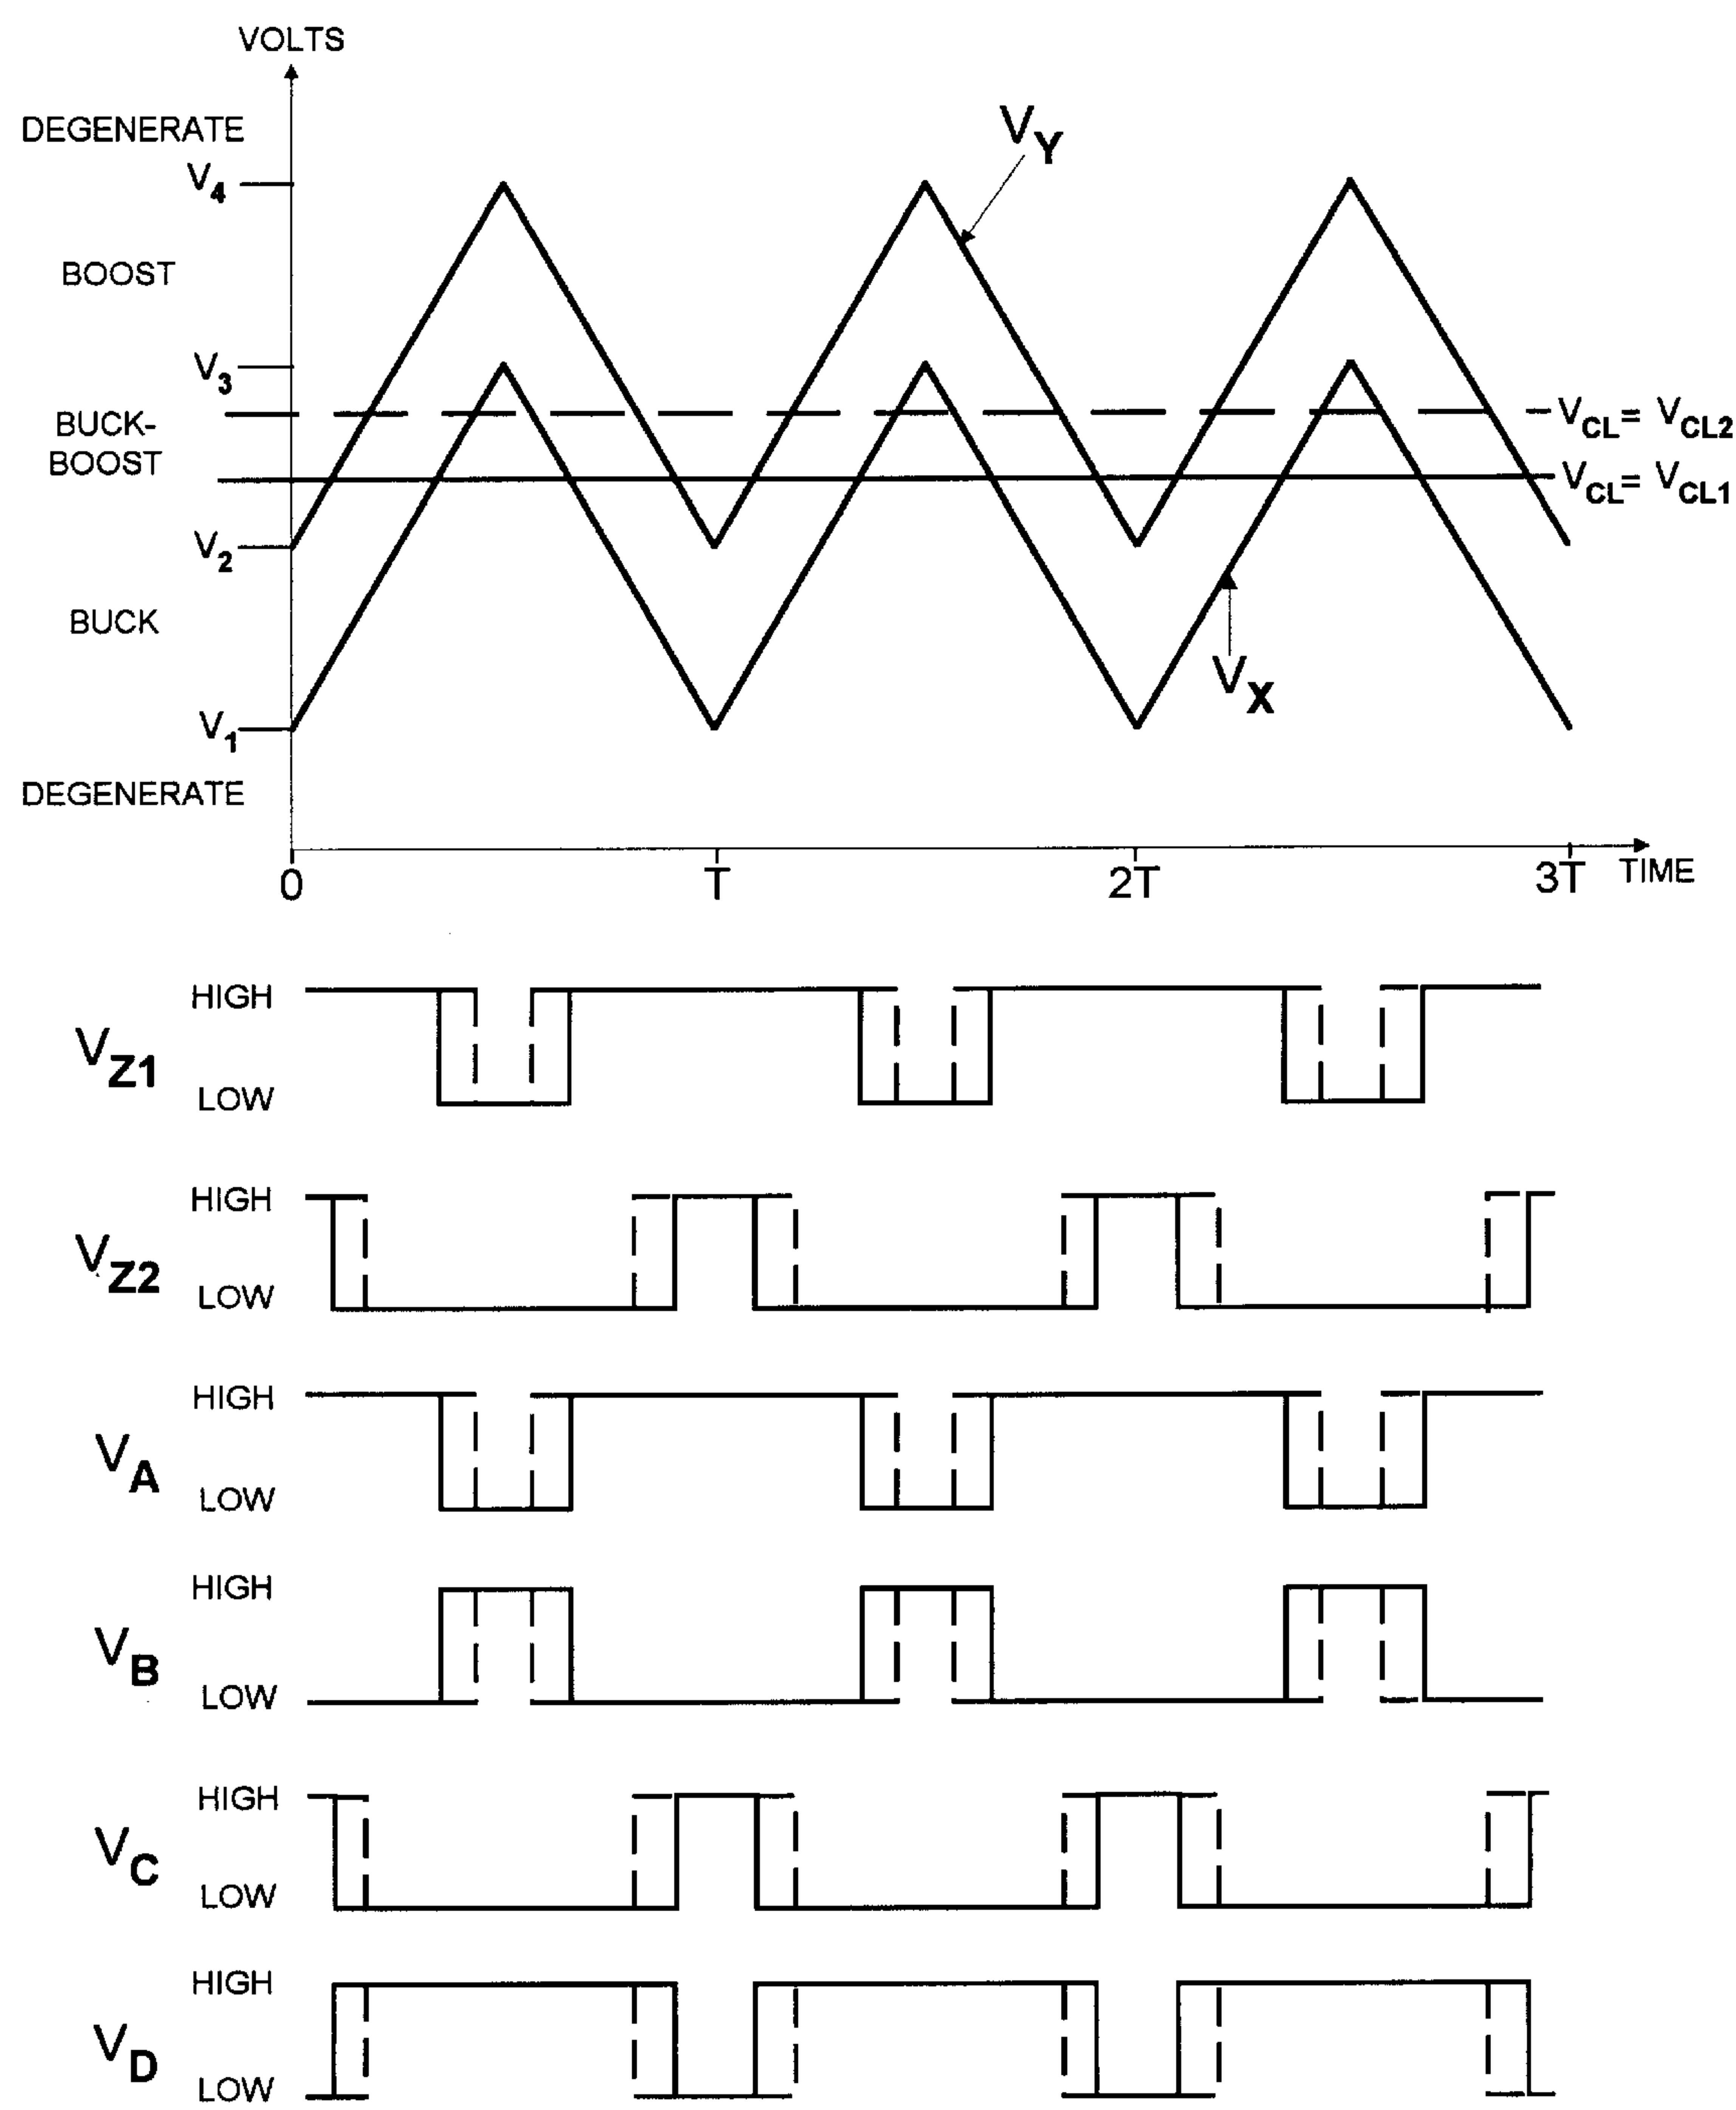 VOLTS
DEGENERATE
V4
BOOST
V3
BUCK-
BOOST
V2
BUCK
V1
DEGENERATE
VY
VCL= VCL2
VCL= VCL1
VX
0 T 2T 3T TIME
HIGH
VZ1
LOW
HIGH
VZ2
LOW
HIGH
VA
LOW
HIGH
VB
LOW
HIGH
VC
LOW
HIGH
VD
LOW